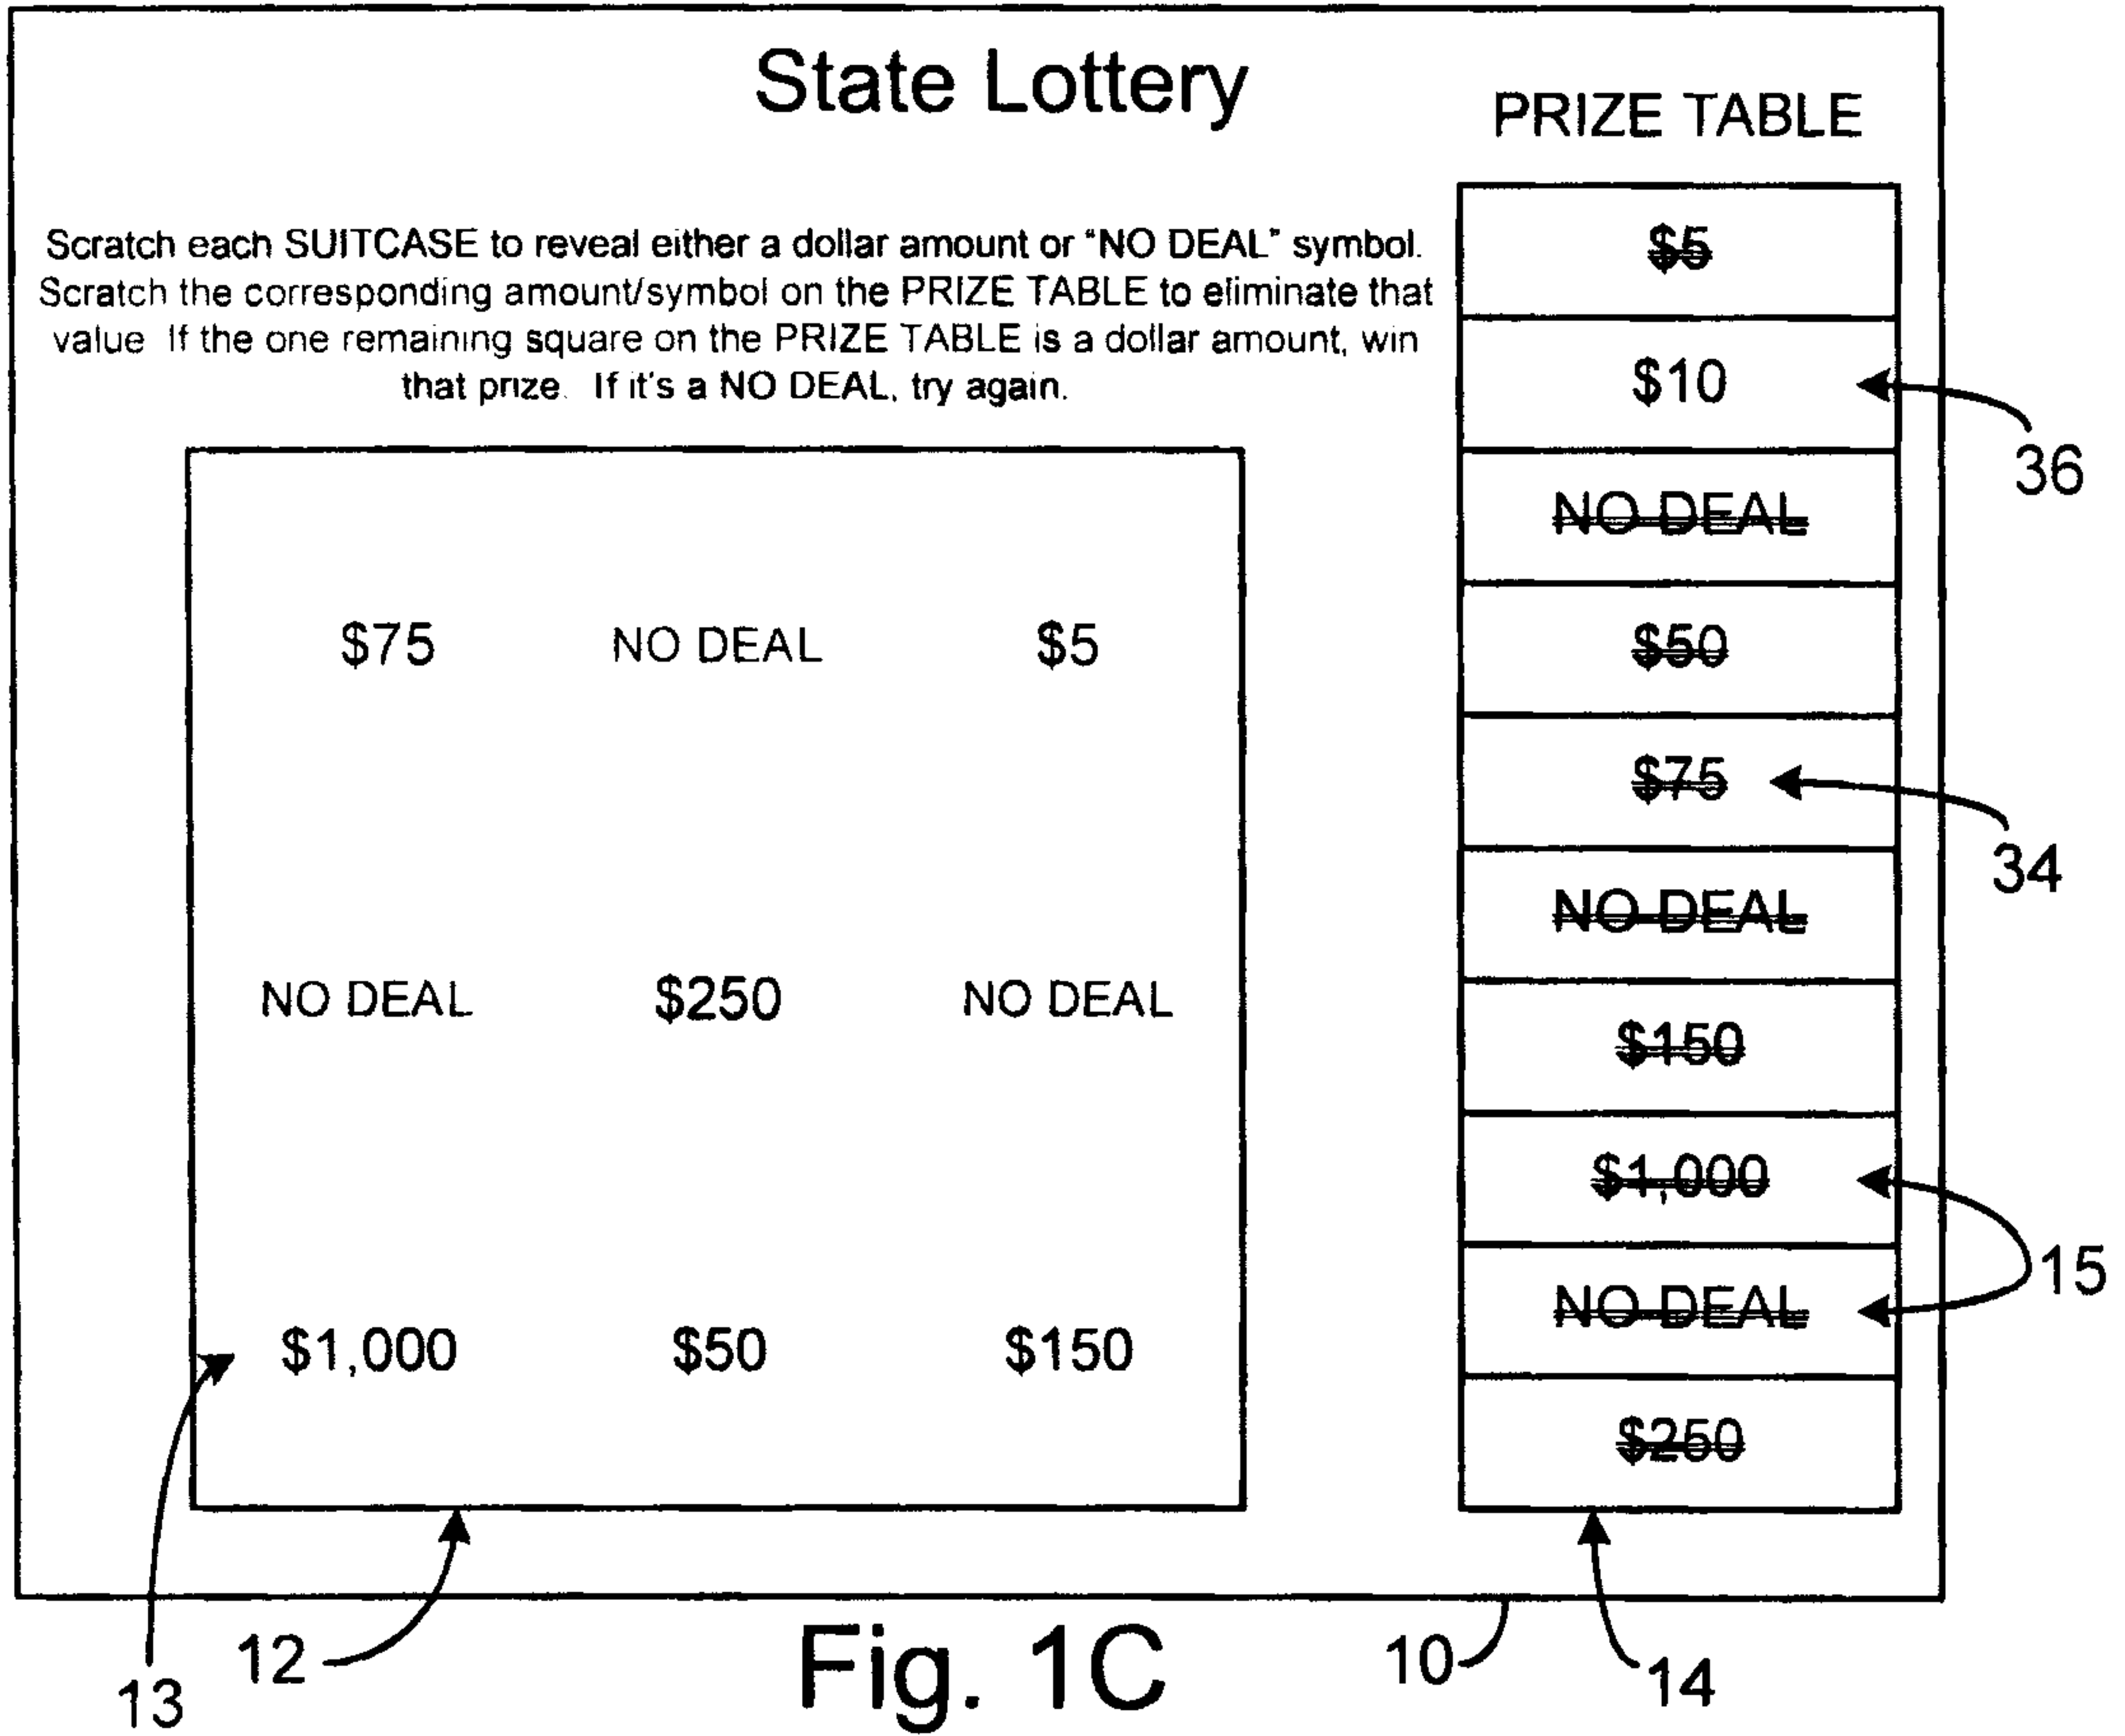 State Lottery
PRIZE TABLE
Scratch each SUITCASE to reveal either a dollar amount or "NO DEAL" symbol.
Scratch the corresponding amount/symbol on the PRIZE TABLE to eliminate that
value If the one remaining square on the PRIZE TABLE is a dollar amount, win
that prize. If it's a NO DEAL, try again.
$5
$10
36
NO DEAL
$50
$75
34
NO DEAL
$150
$1,000
15
NO DEAL
$250
$75 NO DEAL $5
NO DEAL $250 NO DEAL
$1,000 $50 $150
13
12
10
14
Fig. 1C